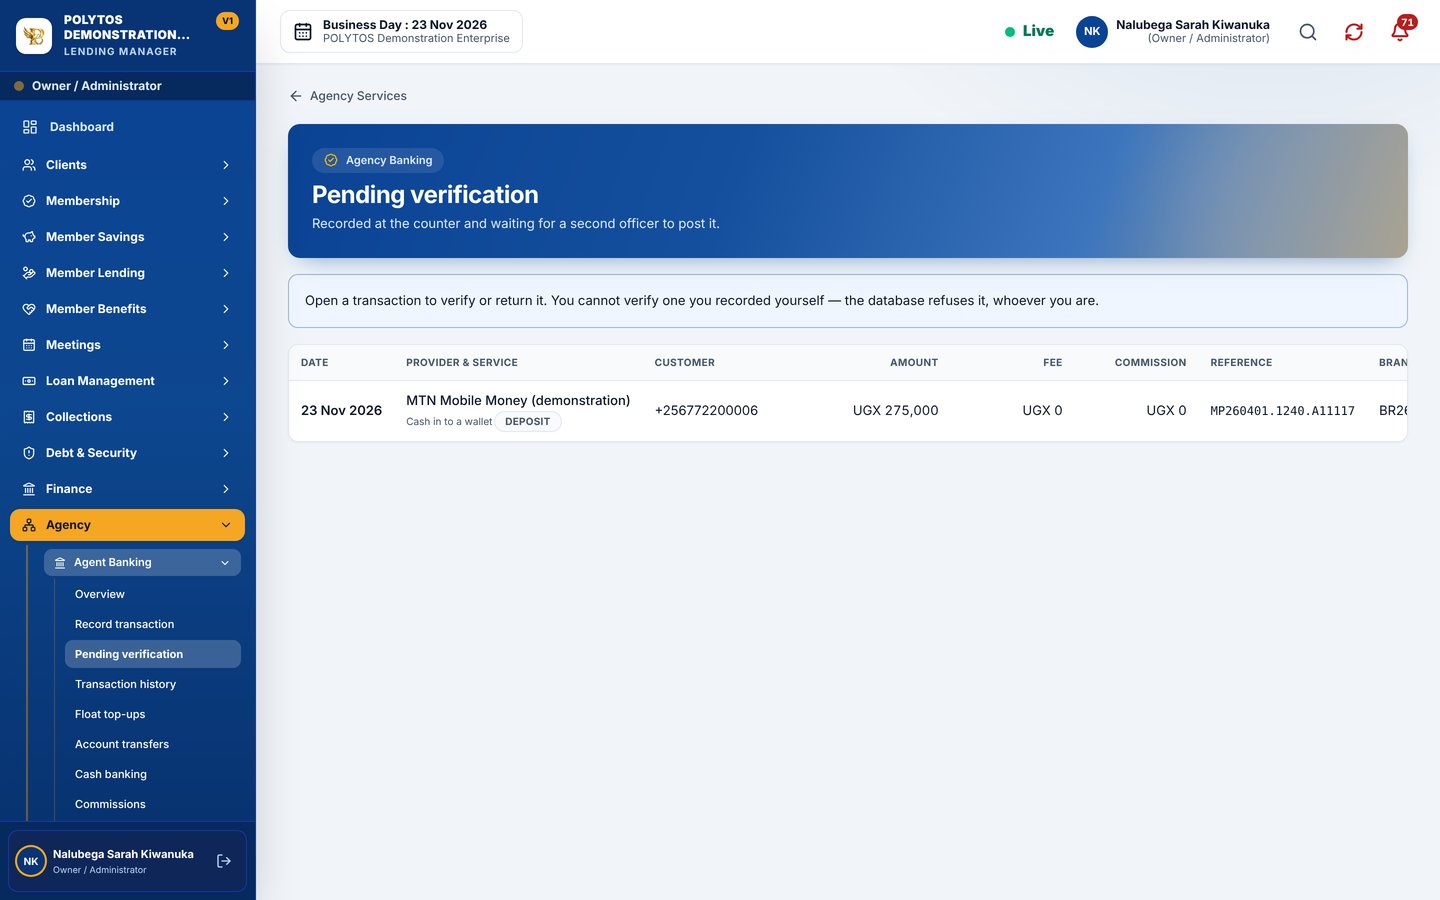 POLYTOS
DEMONSTRATION...
LENDING MANAGER
V1
Owner / Administrator
Dashboard
Clients
Membership
Member Savings
Member Lending
Member Benefits
Meetings
Loan Management
Collections
Debt & Security
Finance
Agency
Agent Banking
Overview
Record transaction
Pending verification
Transaction history
Float top-ups
Account transfers
Cash banking
Commissions
NK
Nalubega Sarah Kiwanuka
Owner / Administrator
Business Day : 23 Nov 2026
POLYTOS Demonstration Enterprise
Live
NK
Nalubega Sarah Kiwanuka
(Owner / Administrator)
71
Agency Services
Agency Banking
Pending verification
Recorded at the counter and waiting for a second officer to post it.
Open a transaction to verify or return it. You cannot verify one you recorded yourself — the database refuses it, whoever you are.
DATE PROVIDER & SERVICE CUSTOMER AMOUNT FEE COMMISSION REFERENCE BRAN
23 Nov 2026 MTN Mobile Money (demonstration) +256772200006 UGX 275,000 UGX 0 UGX 0 MP260401.1240.A11117 BR26
Cash in to a wallet DEPOSIT